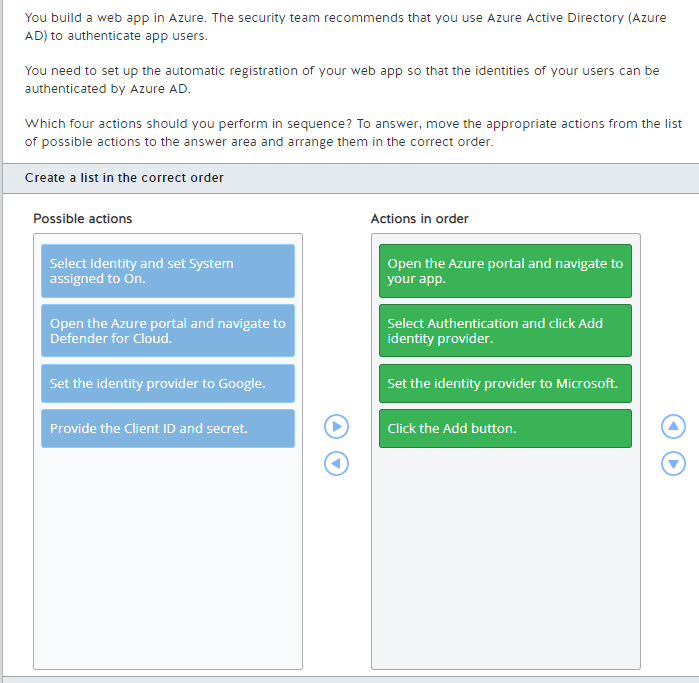 You build a web app in Azure. The security team recommends that you use Azure Active Directory (Azure
AD) to authenticate app users.
You need to set up the automatic registration of your web app so that the identities of your users can be
authenticated by Azure AD.
Which four actions should you perform in sequence? To answer, move the appropriate actions from the list
of possible actions to the answer area and arrange them in the correct order.
Create a list in the correct order
Possible actions
Select Identity and set System
assigned to On.
Open the Azure portal and navigate to
Defender for Cloud.
Set the identity provider to Google.
Provide the Client ID and secret.
Actions in order
Open the Azure portal and navigate to
your app.
Select Authentication and click Add
identity provider.
Set the identity provider to Microsoft.
Click the Add button.